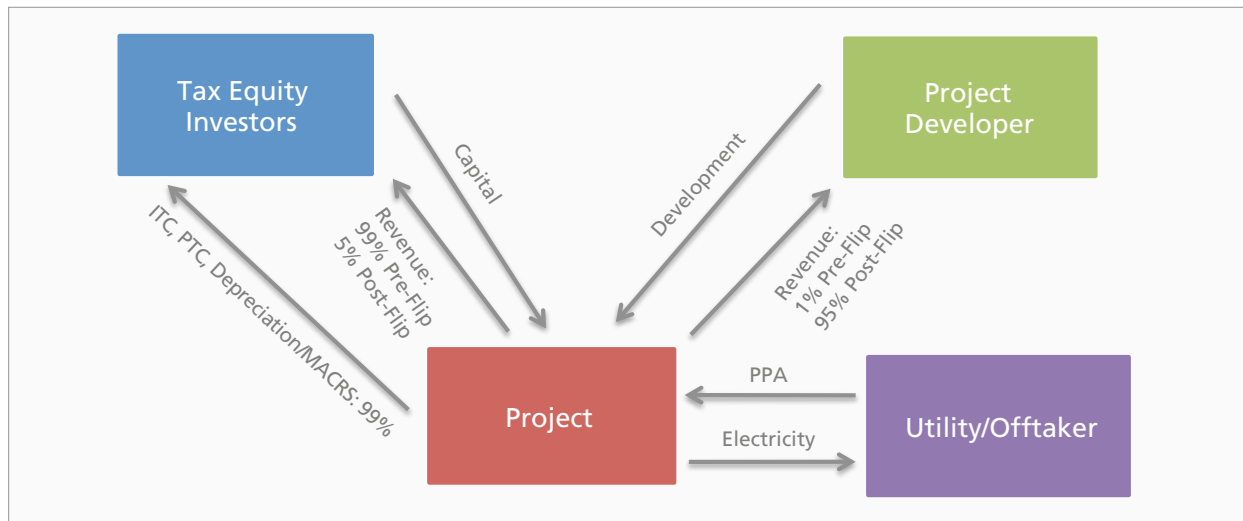 Tax Equity
Investors
Project
Developer
Capital
Development
Revenue:
99% Pre-Flip
5% Post-Flip
ITC, PTC, Depreciation/MACRS: 99%
Revenue:
1% Pre-Flip
95% Post-Flip
Project
PPA
Electricity
Utility/Offtaker